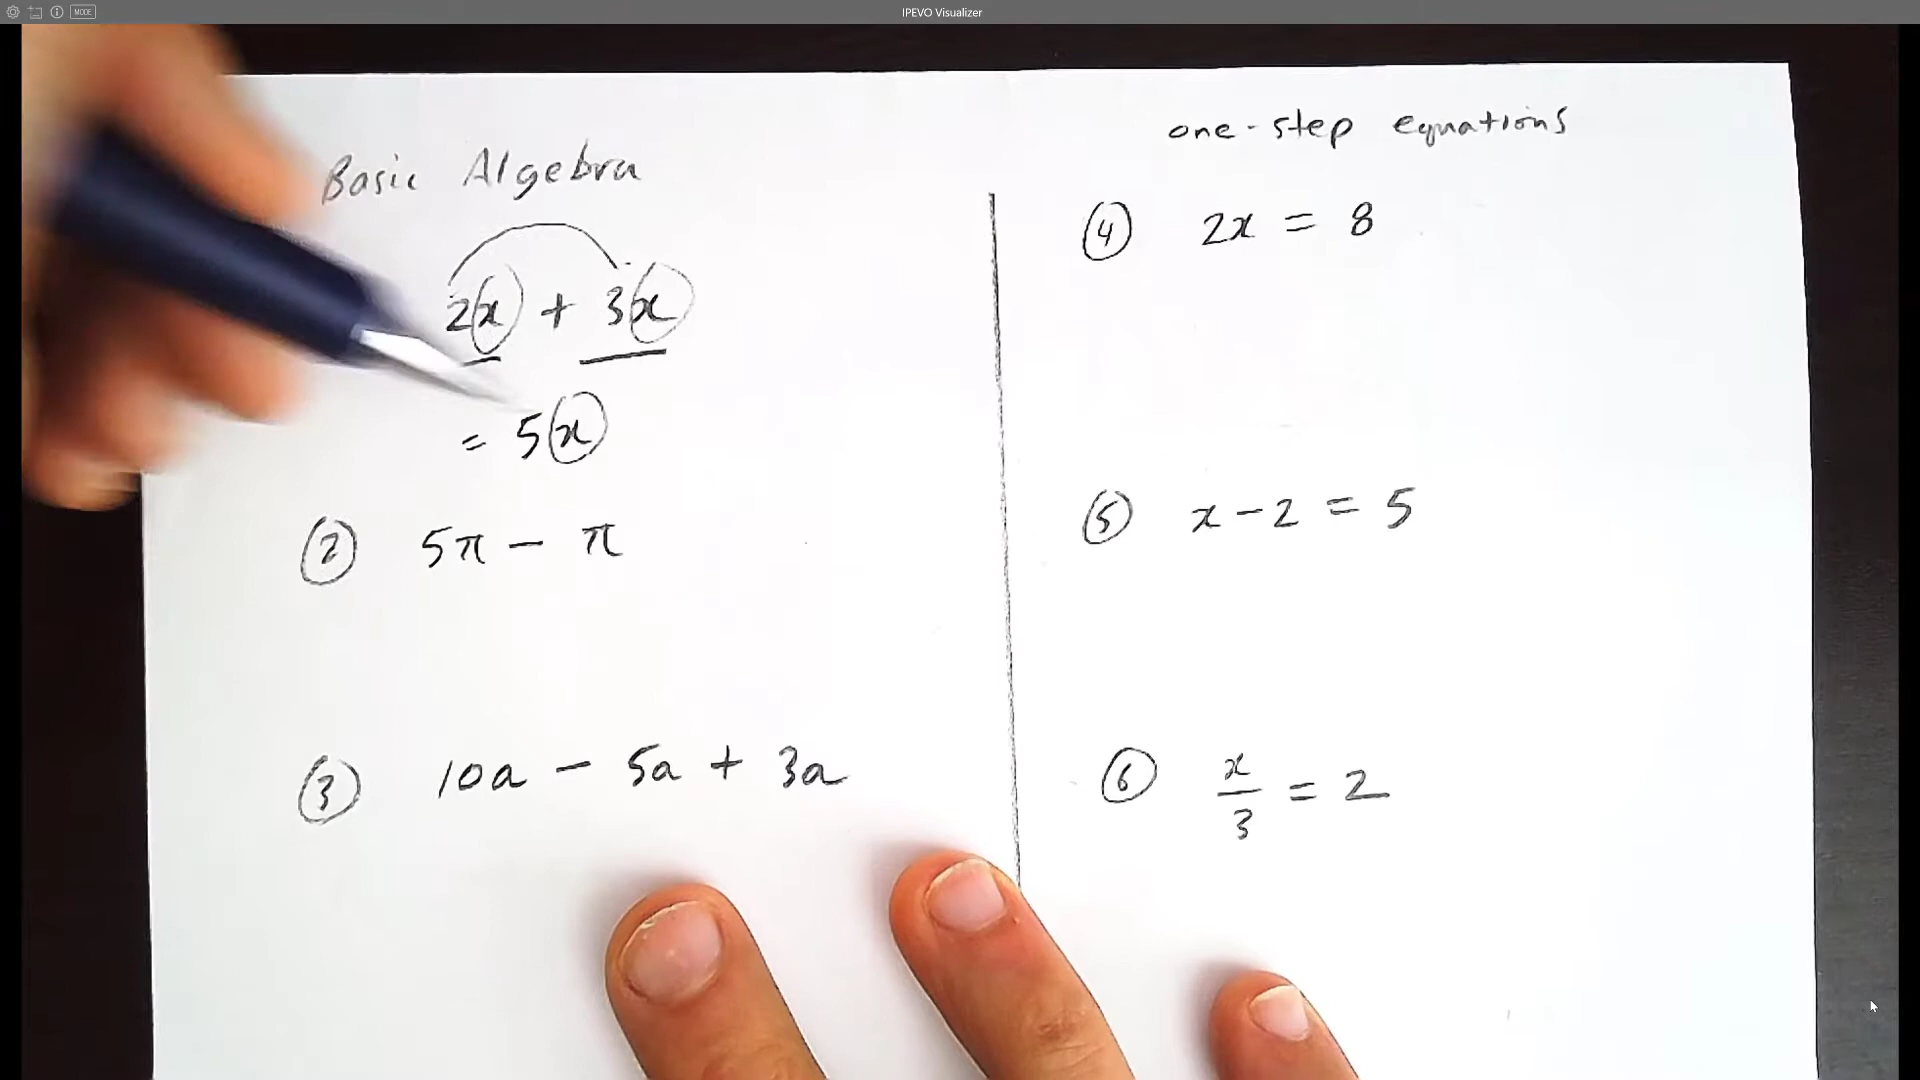 MODE
IPEVO Visualizer
Basic Algebra
2x + 3x
= 5x
② 5π − π
③ 10a − 5a + 3a
one-step equations
④ 2x = 8
⑤ x − 2 = 5
⑥ x/3 = 2